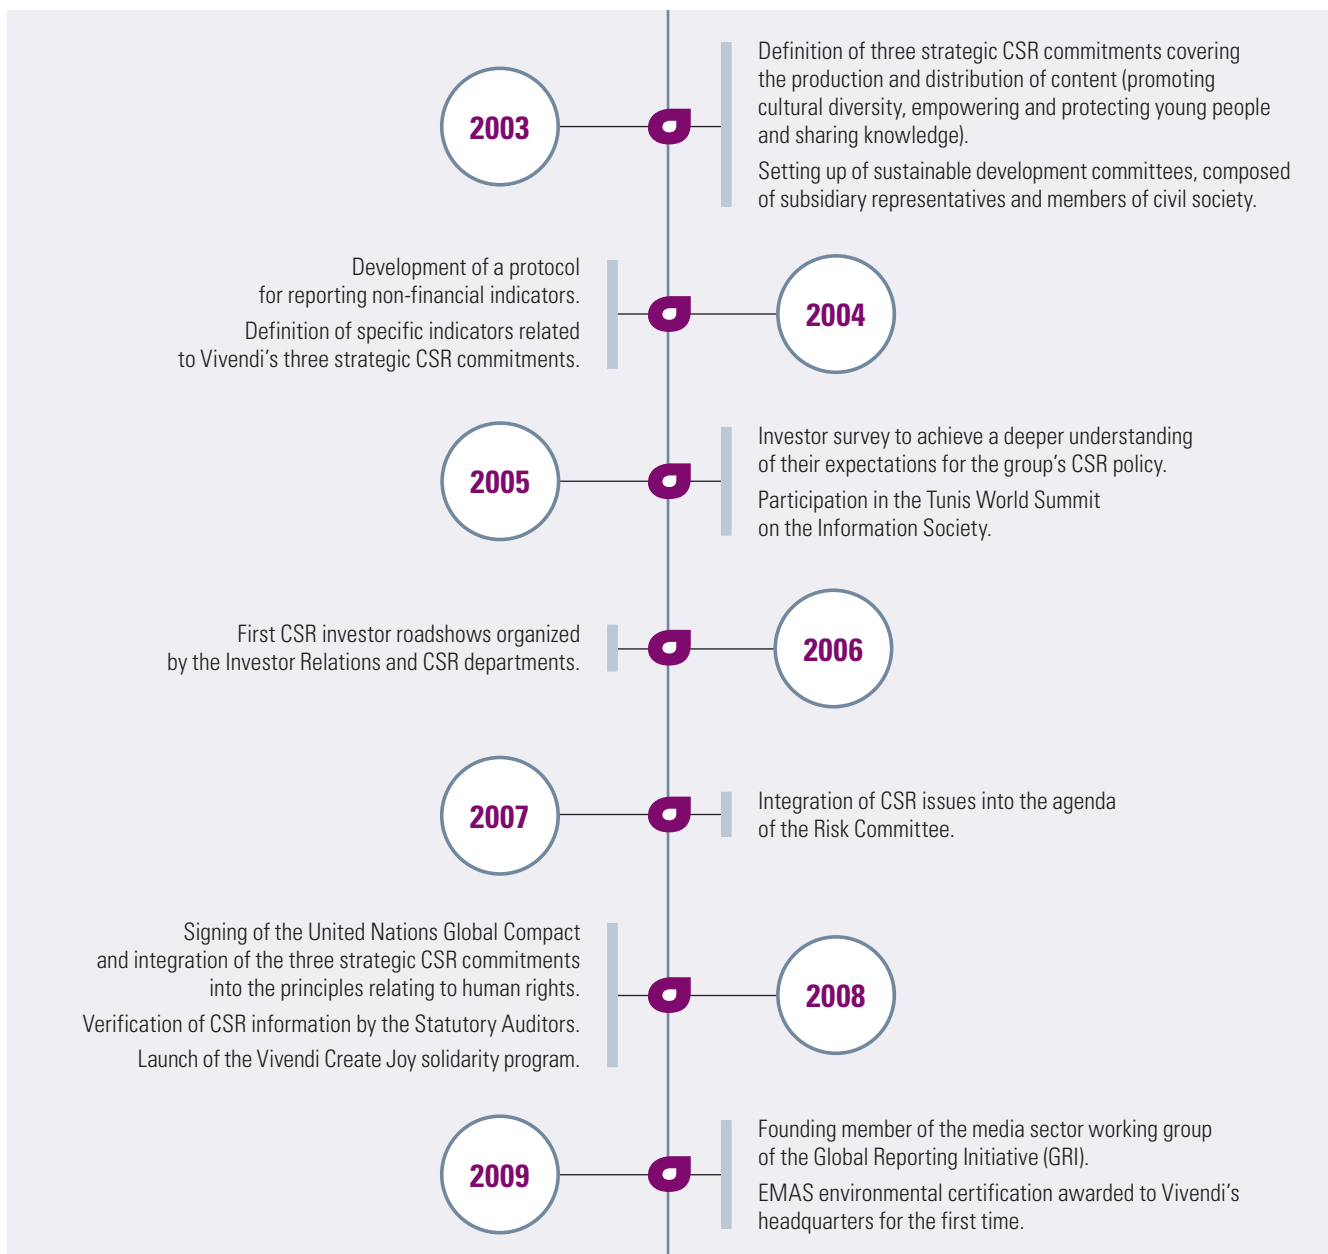 2003
Definition of three strategic CSR commitments covering
the production and distribution of content (promoting
cultural diversity, empowering and protecting young people
and sharing knowledge).
Setting up of sustainable development committees, composed
of subsidiary representatives and members of civil society.
Development of a protocol
for reporting non-financial indicators.
Definition of specific indicators related
to Vivendi’s three strategic CSR commitments.
2004
2005
Investor survey to achieve a deeper understanding
of their expectations for the group’s CSR policy.
Participation in the Tunis World Summit
on the Information Society.
First CSR investor roadshows organized
by the Investor Relations and CSR departments.
2006
2007
Integration of CSR issues into the agenda
of the Risk Committee.
Signing of the United Nations Global Compact
and integration of the three strategic CSR commitments
into the principles relating to human rights.
Verification of CSR information by the Statutory Auditors.
Launch of the Vivendi Create Joy solidarity program.
2008
2009
Founding member of the media sector working group
of the Global Reporting Initiative (GRI).
EMAS environmental certification awarded to Vivendi’s
headquarters for the first time.